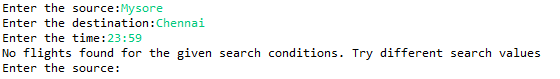 Enter the source:Mysore
Enter the destination:Chennai
Enter the time:23:59
No flights found for the given search conditions. Try different search values
Enter the source: